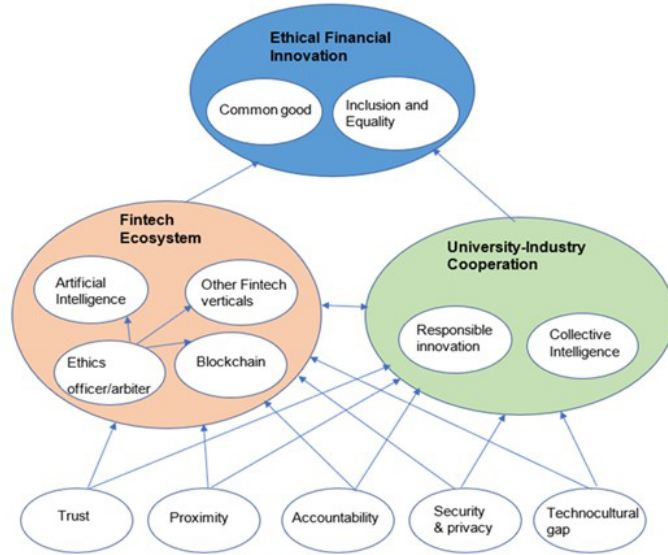 Ethical Financial
Innovation
Common good
Inclusion and
Equality
Fintech
Ecosystem
Artificial
Intelligence
Other Fintech
verticals
Ethics
officer/arbiter
Blockchain
University-Industry
Cooperation
Responsible
innovation
Collective
Intelligence
Trust
Proximity
Accountability
Security
& privacy
Technocultural
gap